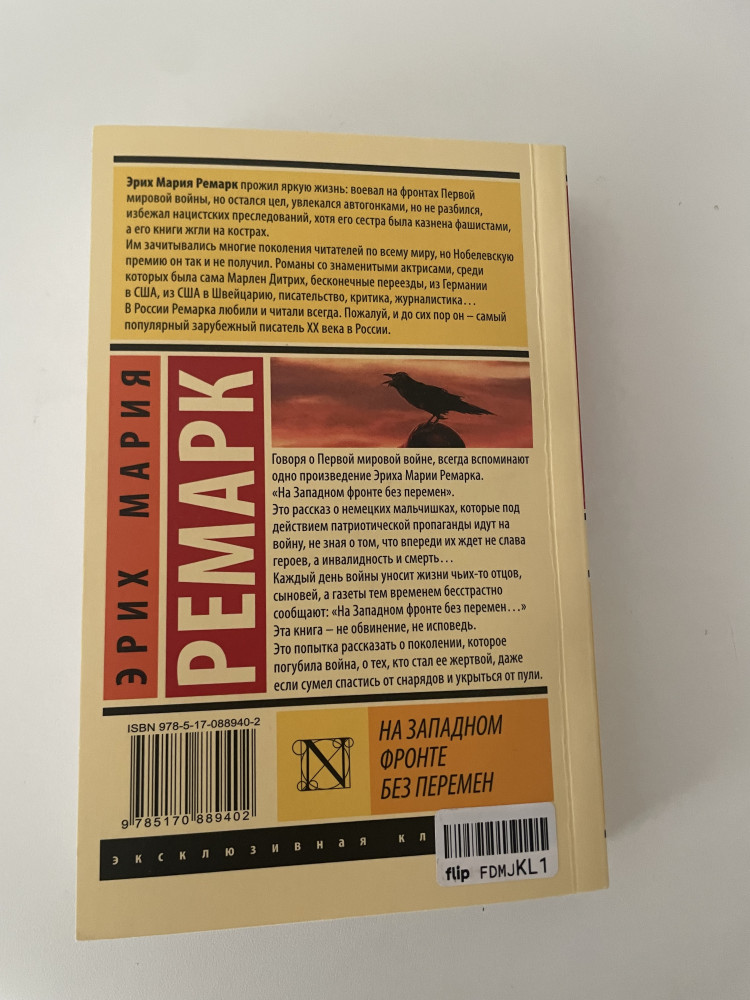 Эрих Мария Ремарк прожил яркую жизнь: воевал на фронтах Первой
мировой войны, но остался цел, увлекался автогонками, но не разбился,
избежал нацистских преследований, хотя его сестра была казнена фашистами,
а его книги жгли на кострах.
Им зачитывались многие поколения читателей по всему миру, но Нобелевскую
премию он так и не получил. Романы со знаменитыми актрисами, среди
которых была сама Марлен Дитрих, бесконечные переезды, из Германии
в США, из США в Швейцарию, писательство, критика, журналистика...
В России Ремарка любили и читали всегда. Пожалуй, и до сих пор он – самый
популярный зарубежный писатель XX века в России.
ЭРИХ МАРИЯ
РЕМАРК
Говоря о Первой мировой войне, всегда вспоминают
одно произведение Эриха Марии Ремарка.
«На Западном фронте без перемен».
Это рассказ о немецких мальчишках, которые под
действием патриотической пропаганды идут на
войну, не зная о том, что впереди их ждет не слава
героев, а инвалидность и смерть...
Каждый день войны уносит жизни чьих-то отцов,
сыновей, а газеты тем временем бесстрастно
сообщают: «На Западном фронте без перемен...»
Эта книга – не обвинение, не исповедь.
Это попытка рассказать о поколении, которое
погубила война, о тех, кто стал ее жертвой, даже
если сумел спастись от снарядов и укрыться от пули.
ISBN 978-5-17-088940-2
9 785170 889402
N
НА ЗАПАДНОМ
ФРОНТЕ
БЕЗ ПЕРЕМЕН
эксклюзивная кл
flip FDMJKL1